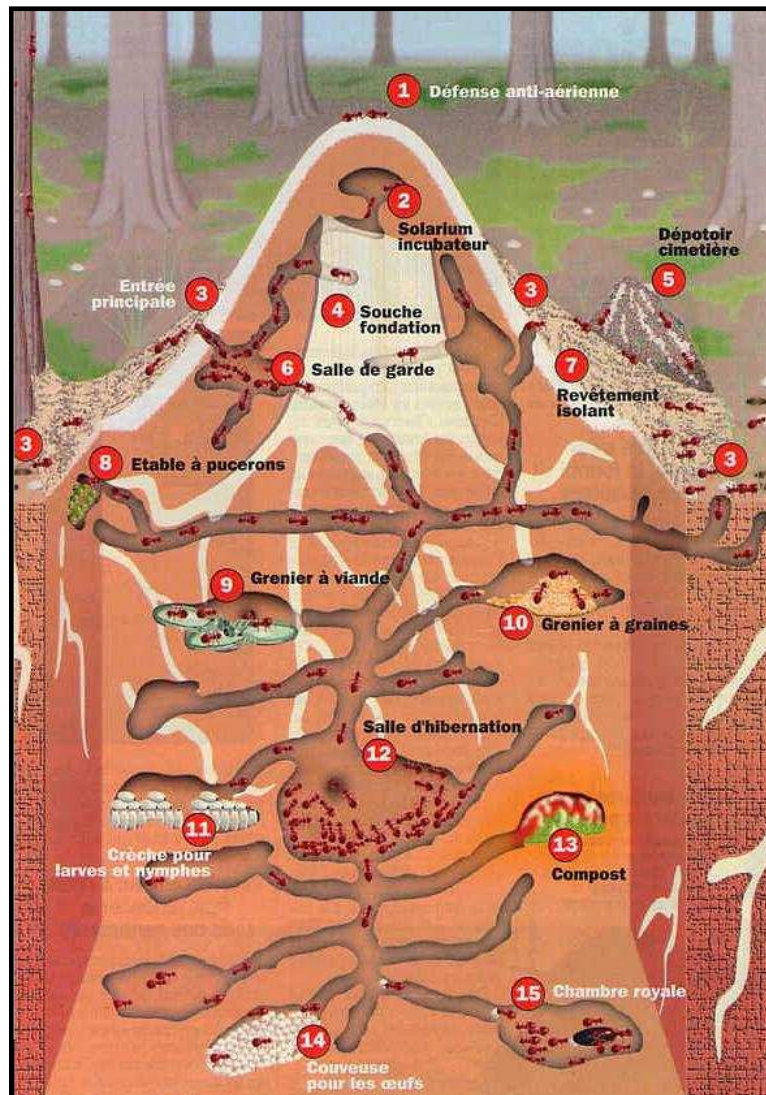 1 Défense anti-aérienne
2
Solarium
incubateur
Dépotoir
cimetière
5
Entrée
principale
3
3
4 Souche
fondation
6 Salle de garde
7
Revêtement
isolant
3
8 Etable à pucerons
3
9 Grenier à viande
10 Grenier à graines
Salle d'hibernation
12
11
Crèche pour
larves et nymphes
13
Compost
15 Chambre royale
14
Couveuse
pour les œufs